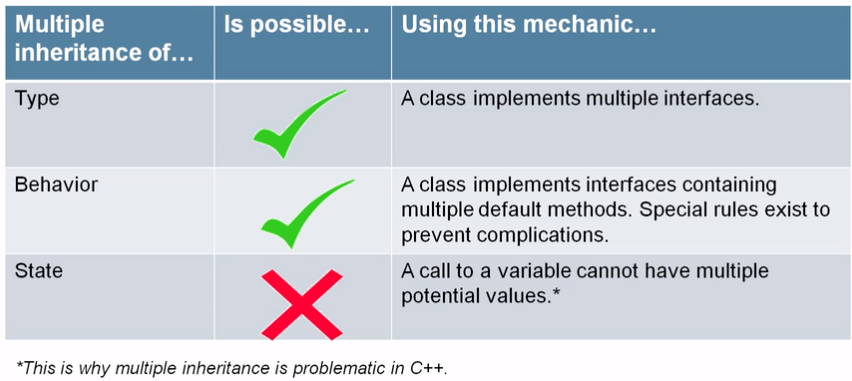 Multiple
inheritance of…
Is possible…
Using this mechanic…
Type
A class implements multiple interfaces.
Behavior
A class implements interfaces containing
multiple default methods. Special rules exist to
prevent complications.
State
A call to a variable cannot have multiple
potential values.*
*This is why multiple inheritance is problematic in C++.